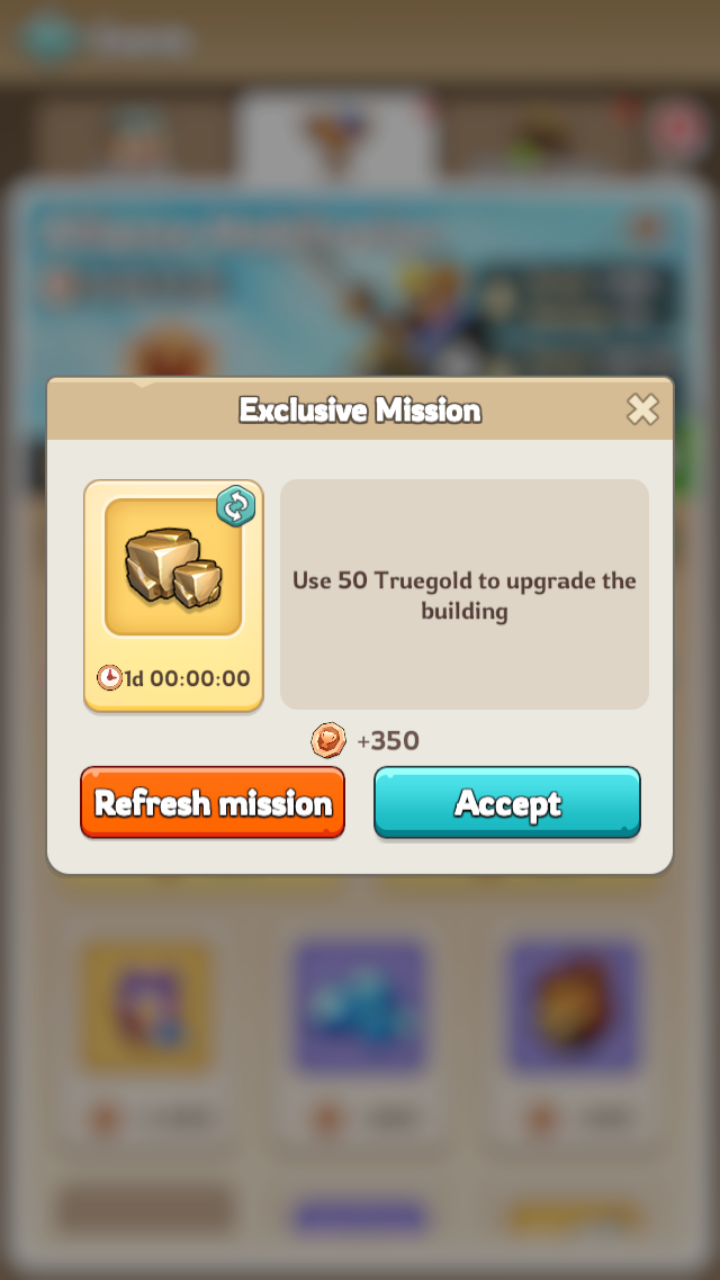 Exclusive Mission
Use 50 Truegold to upgrade the
building
1d 00:00:00
+350
Refresh mission
Accept